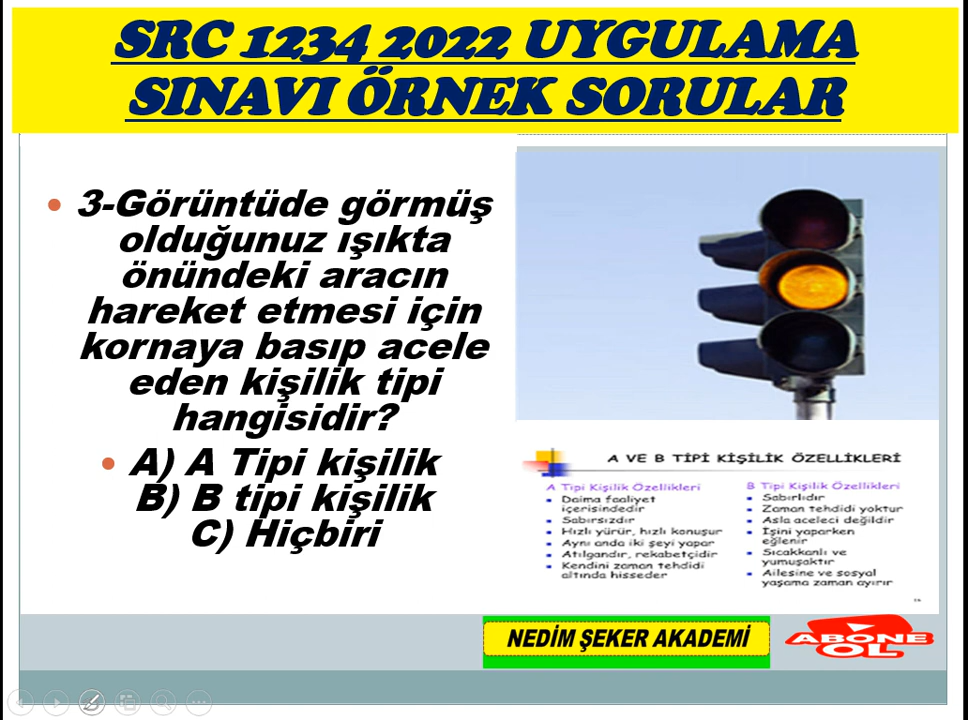 SRC 1234 2022 UYGULAMA
SINAVI ÖRNEK SORULAR
• 3-Görüntüde görmüş
olduğunuz ışıkta
önündeki aracın
hareket etmesi için
kornaya basıp acele
eden kişilik tipi
hangisidir?
• A) A Tipi kişilik
B) B tipi kişilik
C) Hiçbiri
A VE B TİPİ KİŞİLİK ÖZELLİKLERİ
A Tipi Kişilik Özellikleri
Daima faaliyet
içerisindedir
Sabırsızdır
Hızlı yürür, hızlı konuşur
Aynı anda iki şeyi yapar
Atılgandır, rekabetçidir
Kendini zaman tehdidi
altında hisseder
B Tipi Kişilik Özellikleri
Sabırlıdır
Zaman tehdidi yoktur
Asla aceleci değildir
İşini yaparken
eğlenir
Sıcakkanlı ve
yumuşaktır
Ailesine ve sosyal
yaşama zaman ayırır
NEDİM ŞEKER AKADEMİ
ABONE
OL